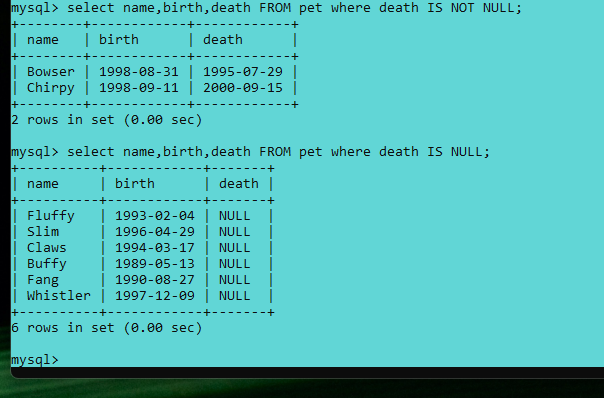 mysql> select name,birth,death FROM pet where death IS NOT NULL;
+--------+------------+------------+
| name   | birth      | death      |
+--------+------------+------------+
| Bowser | 1998-08-31 | 1995-07-29 |
| Chirpy | 1998-09-11 | 2000-09-15 |
+--------+------------+------------+
2 rows in set (0.00 sec)
mysql> select name,birth,death FROM pet where death IS NULL;
+----------+------------+-------+
| name     | birth      | death |
+----------+------------+-------+
| Fluffy   | 1993-02-04 | NULL  |
| Slim     | 1996-04-29 | NULL  |
| Claws    | 1994-03-17 | NULL  |
| Buffy    | 1989-05-13 | NULL  |
| Fang     | 1990-08-27 | NULL  |
| Whistler | 1997-12-09 | NULL  |
+----------+------------+-------+
6 rows in set (0.00 sec)
mysql>